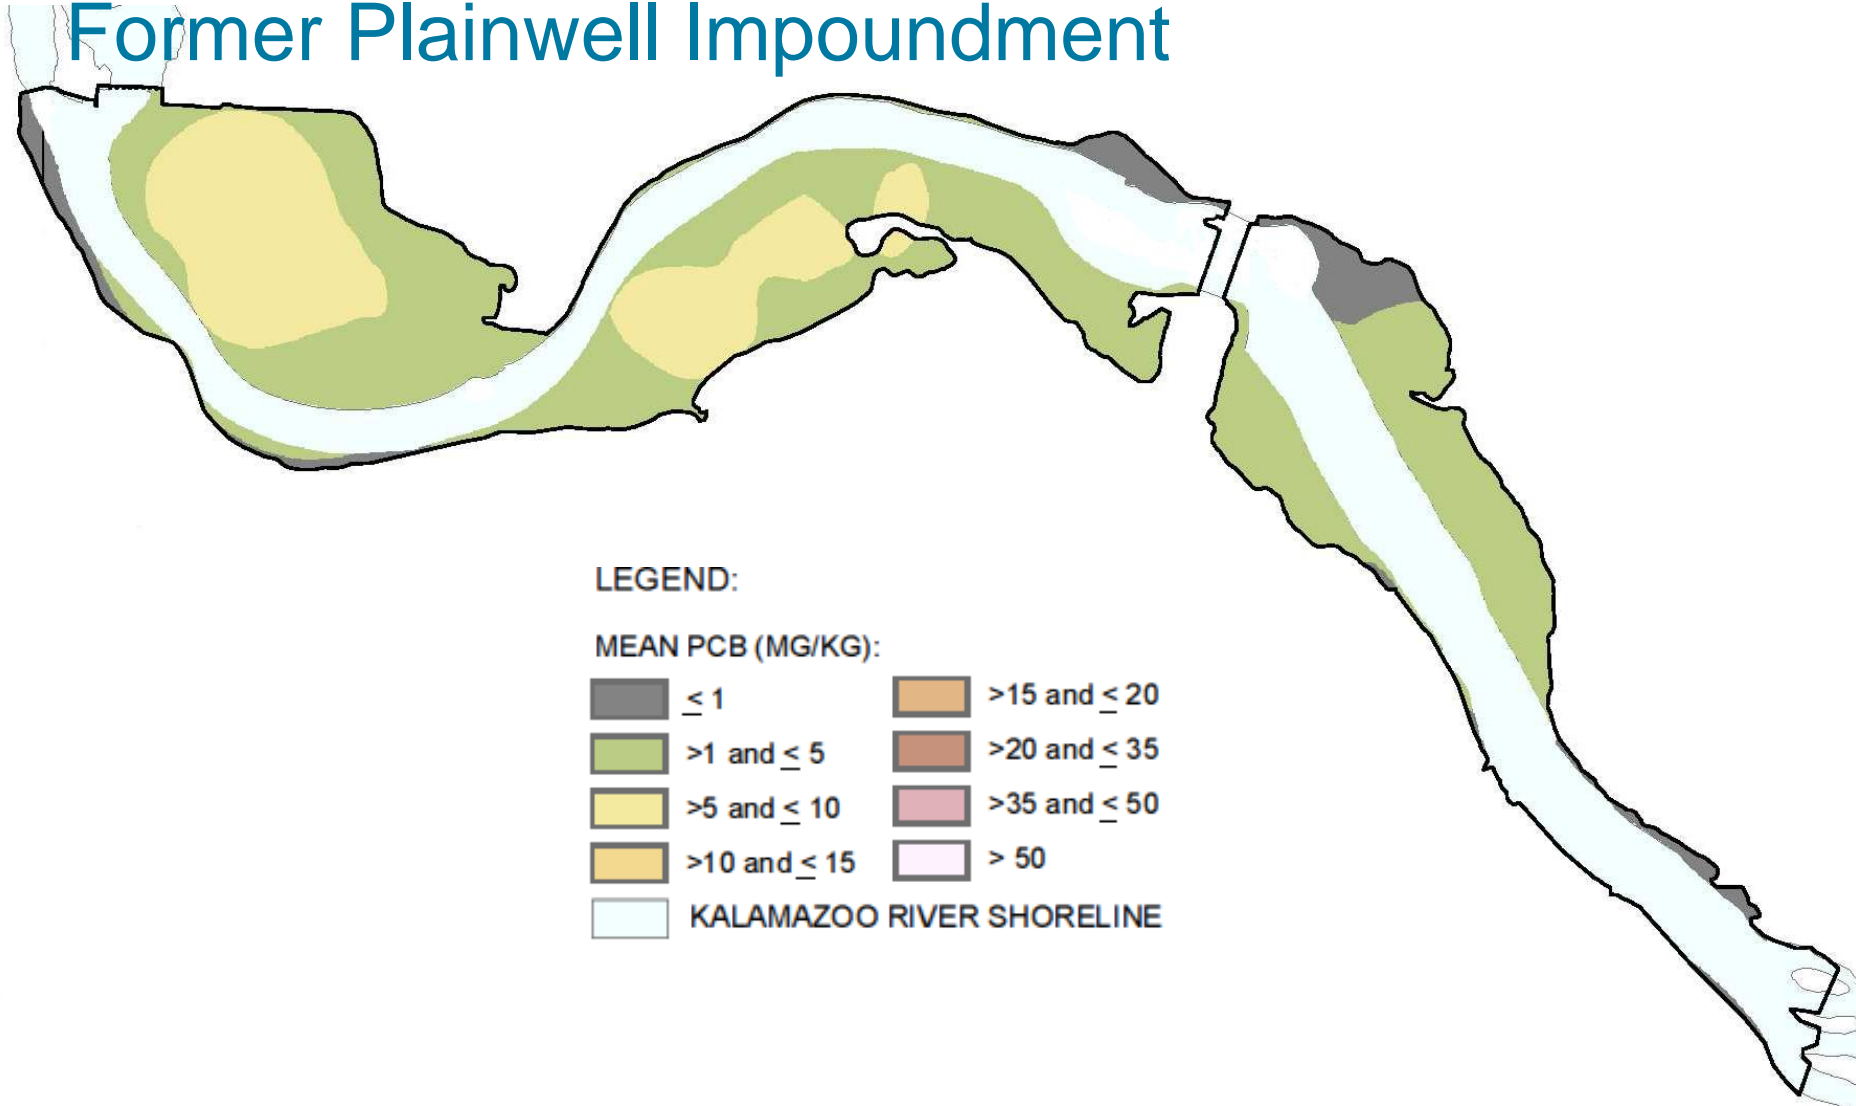 Former Plainwell Impoundment
LEGEND:
MEAN PCB (MG/KG):
≤ 1
>1 and ≤ 5
>5 and ≤ 10
>10 and ≤ 15
>15 and ≤ 20
>20 and ≤ 35
>35 and ≤ 50
> 50
KALAMAZOO RIVER SHORELINE